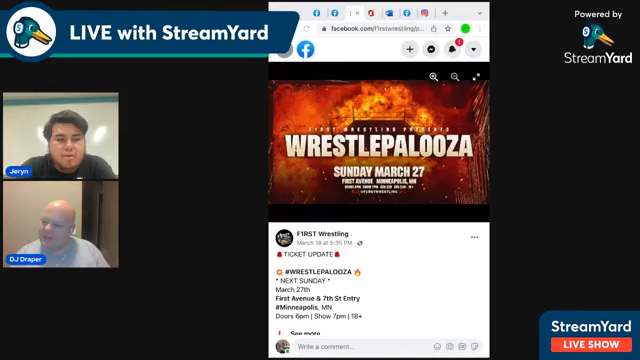 LIVE with StreamYard
Powered by
StreamYard
facebook.com/f1rstwrestling/p...
F1RST WRESTLING PRESENTS
WRESTLEPALOOZA
SUNDAY MARCH 27
FIRST AVENUE MINNEAPOLIS, MN
Jeryn
DJ Draper
F1RST Wrestling
March 18 at 5:35 PM
TICKET UPDATE
#WRESTLEPALOOZA
* NEXT SUNDAY *
March 27th
First Avenue & 7th St Entry
#Minneapolis, MN
Doors 6pm | Show 7pm | 18+
See more
Write a comment...
StreamYard
LIVE SHOW